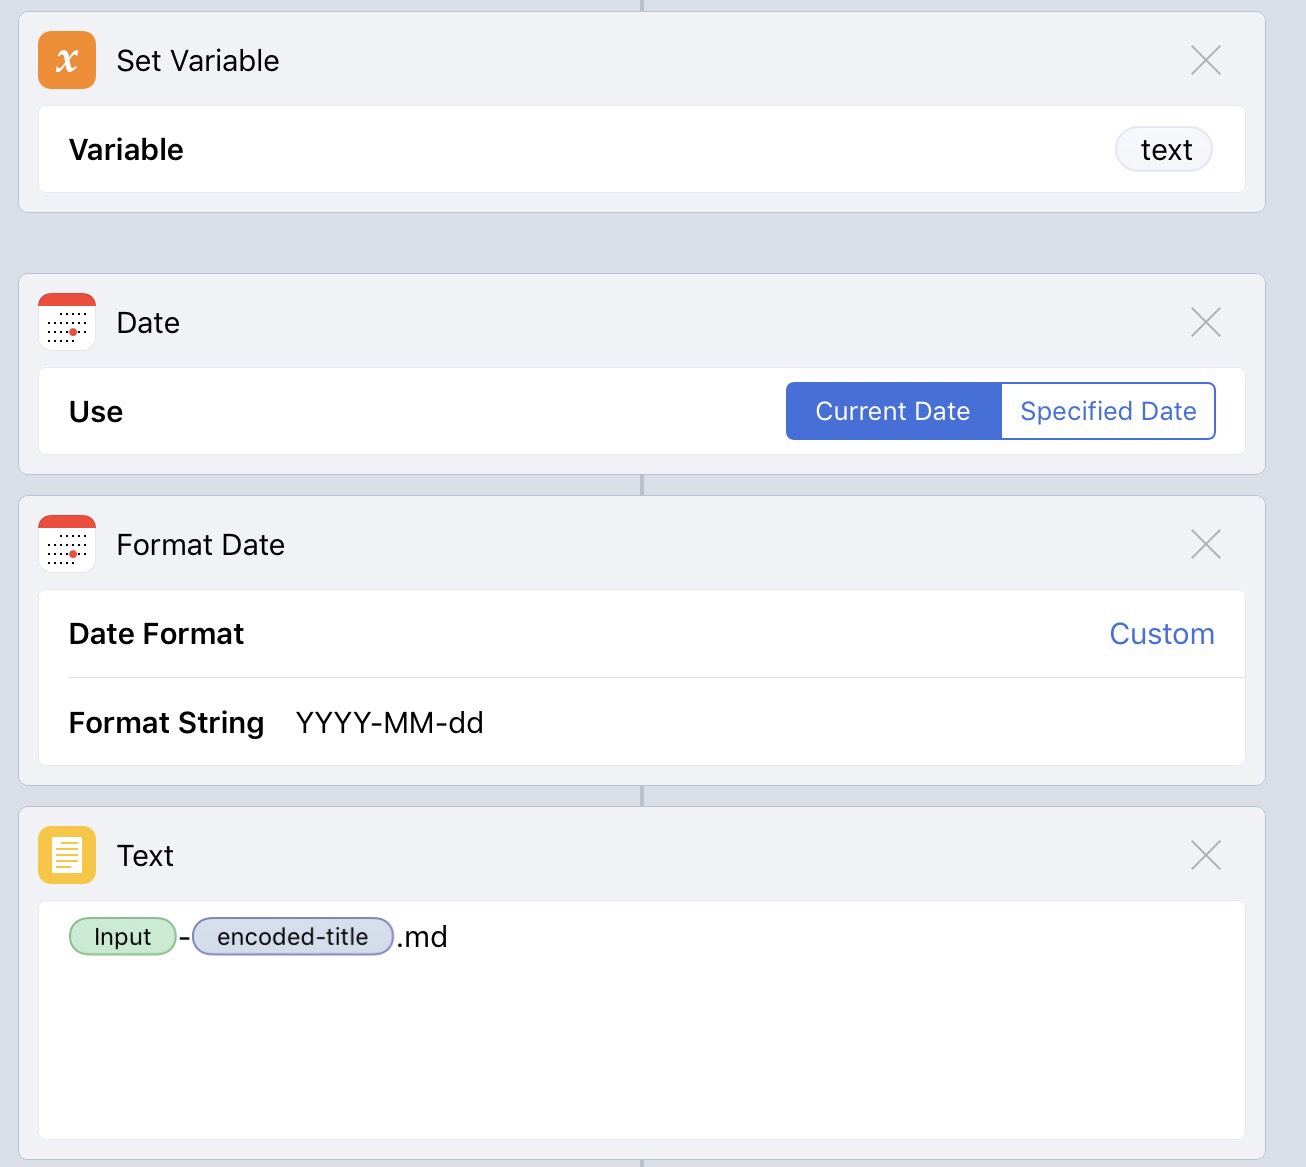 x Set Variable
Variable text
Date
Use Current Date Specified Date
Format Date
Date Format Custom
Format String YYYY-MM-dd
Text
Input-encoded-title.md